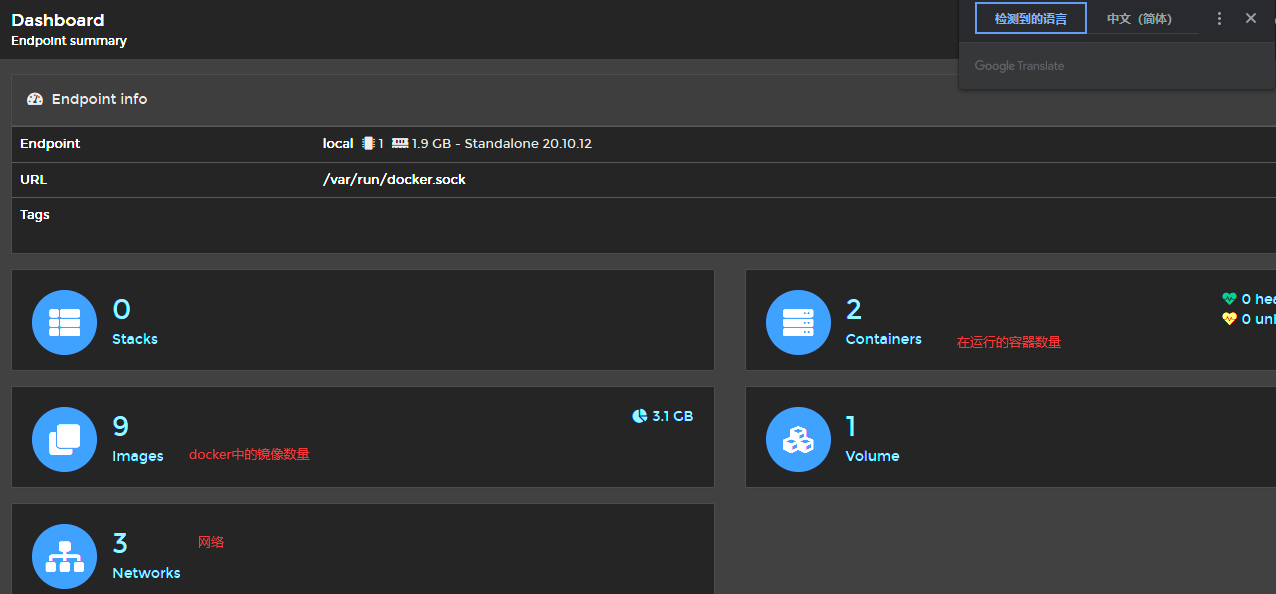 Dashboard
Endpoint summary
检测到的语言 中文（简体）
Google Translate
Endpoint info
Endpoint local 1 1.9 GB - Standalone 20.10.12
URL /var/run/docker.sock
Tags
0
Stacks
2
Containers
在运行的容器数量
0 hea
0 unh
9
Images
docker中的镜像数量
3.1 GB
1
Volume
3
Networks
网络